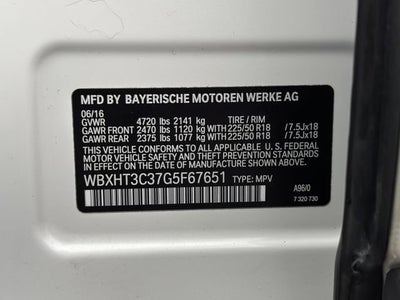 MFD BY BAYERISCHE MOTOREN WERKE AG
06/16
GVWR 4720 lbs 2141 kg TIRE / RIM
GAWR FRONT 2470 lbs 1120 kg WITH 225/50 R18 /7.5Jx18
GAWR REAR 2375 lbs 1077 kg WITH 225/50 R18 /7.5Jx18
THIS VEHICLE CONFORMS TO ALL APPLICABLE U.S. FEDERAL
MOTOR VEHICLE SAFETY, BUMPER, AND THEFT PREVENTION
STANDARDS IN EFFECT ON THE DATE OF MANUFACTURE
SHOWN ABOVE.
WBXHT3C37G5F67651 TYPE: MPV
A96/0
7 320 730